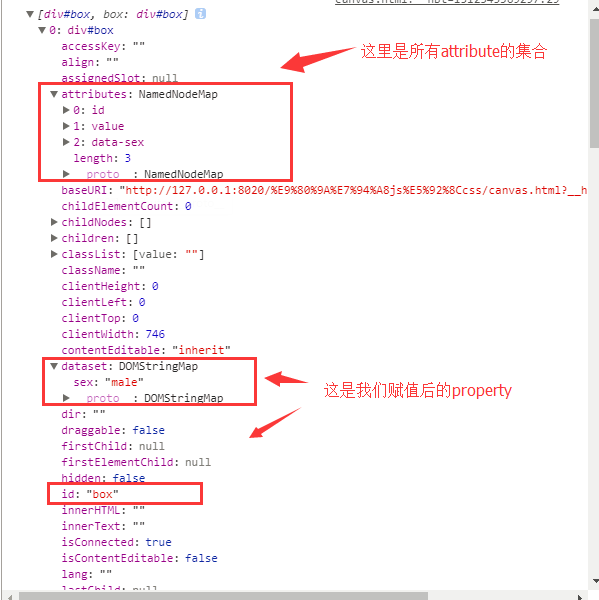 ▼[div#box, box: div#box] i
▼0: div#box
accessKey: ""
align: ""
assignedSlot: null
这里是所有attribute的集合
▼attributes: NamedNodeMap
▶0: id
▶1: value
▶2: data-sex
length: 3
▶__proto__: NamedNodeMap
baseURI: "http://127.0.0.1:8020/%E9%80%9A%E7%94%A8js%E5%92%8Ccss/canvas.html?__h
childElementCount: 0
▶childNodes: []
▶children: []
▶classList: [value: ""]
className: ""
clientHeight: 0
clientLeft: 0
clientTop: 0
clientWidth: 746
contentEditable: "inherit"
▼dataset: DOMStringMap
sex: "male"
▶__proto__: DOMStringMap
这是我们赋值后的property
dir: ""
draggable: false
firstChild: null
firstElementChild: null
hidden: false
id: "box"
innerHTML: ""
innerText: ""
isConnected: true
isContentEditable: false
lang: ""
lastChild: null